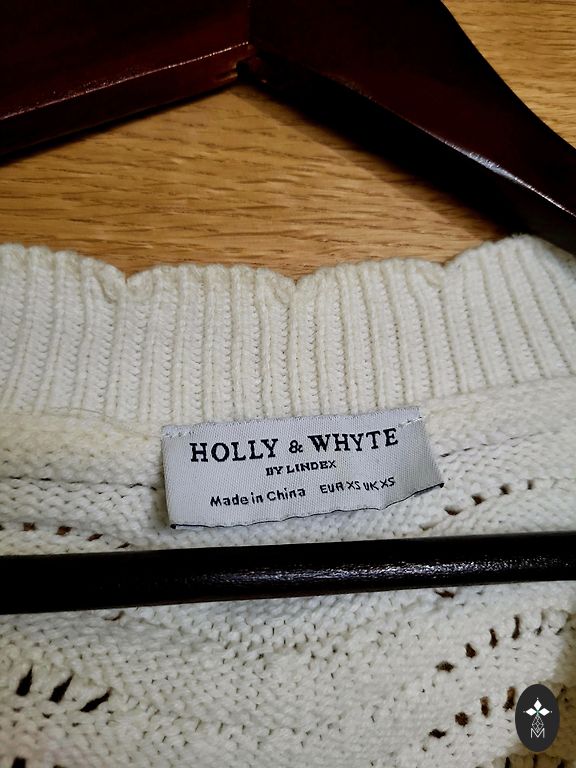 HOLLY & WHYTE
BY LINDEX
Made in China EUR XS UK XS
M